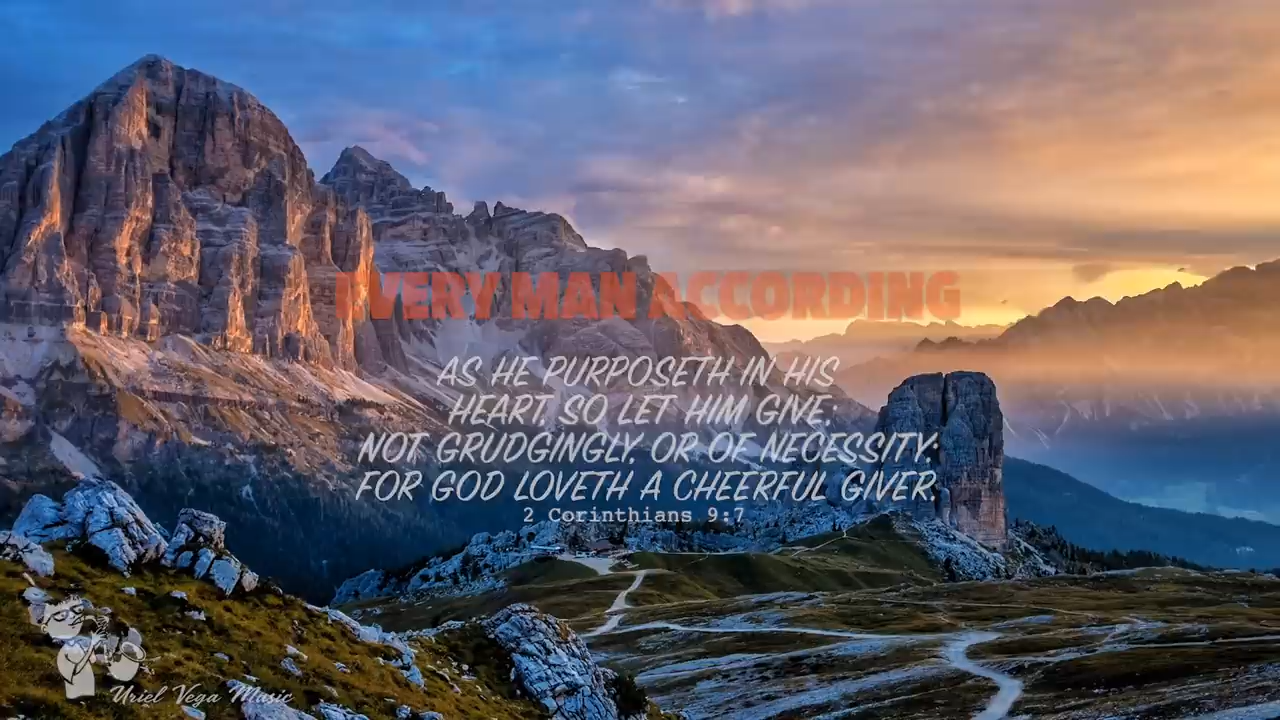 EVERY MAN ACCORDING
AS HE PURPOSETH IN HIS
HEART, SO LET HIM GIVE;
NOT GRUDGINGLY, OR OF NECESSITY:
FOR GOD LOVETH A CHEERFUL GIVER.
2 Corinthians 9:7
Uriel Vega Music